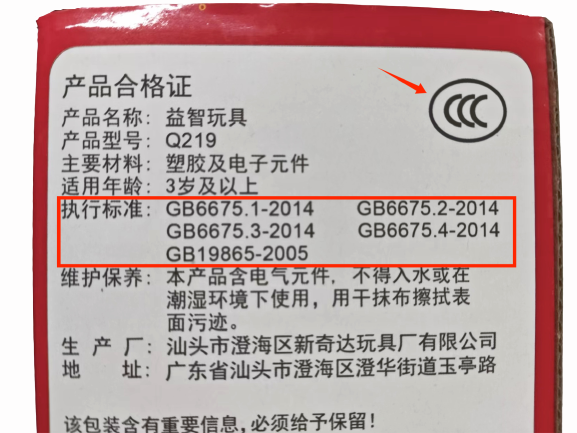 产品合格证
CCC
产品名称：益智玩具
产品型号：Q219
主要材料：塑胶及电子元件
适用年龄：3岁及以上
执行标准：GB6675.1-2014 GB6675.2-2014
GB6675.3-2014 GB6675.4-2014
GB19865-2005
维护保养：本产品含电气元件，不得入水或在
潮湿环境下使用，用干抹布擦拭表
面污迹。
生产厂：汕头市澄海区新奇达玩具厂有限公司
地址：广东省汕头市澄海区澄华街道玉亭路
该包装含有重要信息,必须给予保留！